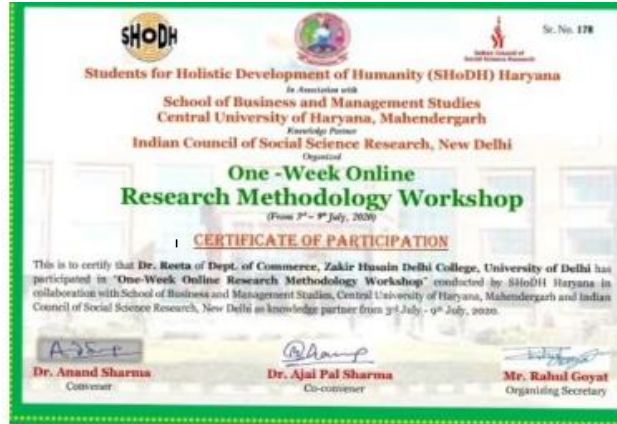 SHODH
Sr. No. 178
Indian Council of
Social Science Research
Students for Holistic Development of Humanity (SHoDH) Haryana
In Association with
School of Business and Management Studies
Central University of Haryana, Mahendergarh
Knowledge Partner
Indian Council of Social Science Research, New Delhi
Organized
One -Week Online
Research Methodology Workshop
(From 3rd – 9th July, 2020)
CERTIFICATE OF PARTICIPATION
This is to certify that Dr. Reeta of Dept. of Commerce, Zakir Husain Delhi College, University of Delhi has
participated in "One-Week Online Research Methodology Workshop" conducted by SHoDH Haryana in
collaboration with School of Business and Management Studies, Central University of Haryana, Mahendergarh and Indian
Council of Social Science Research, New Delhi as knowledge partner from 3rd July - 9th July, 2020.
Dr. Anand Sharma
Convener
Dr. Ajai Pal Sharma
Co-convener
Mr. Rahul Goyat
Organizing Secretary